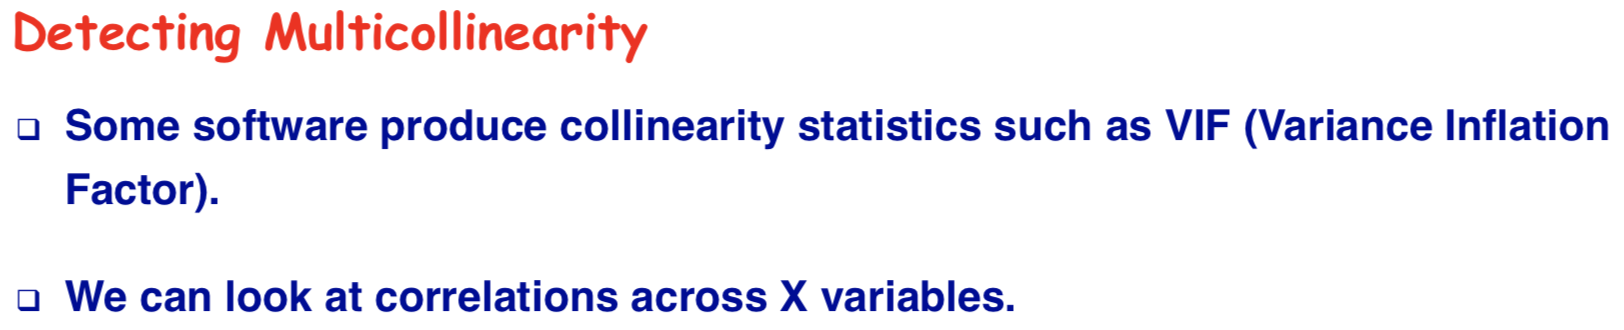 Detecting Multicollinearity
❑ Some software produce collinearity statistics such as VIF (Variance Inflation
Factor).
❑ We can look at correlations across X variables.